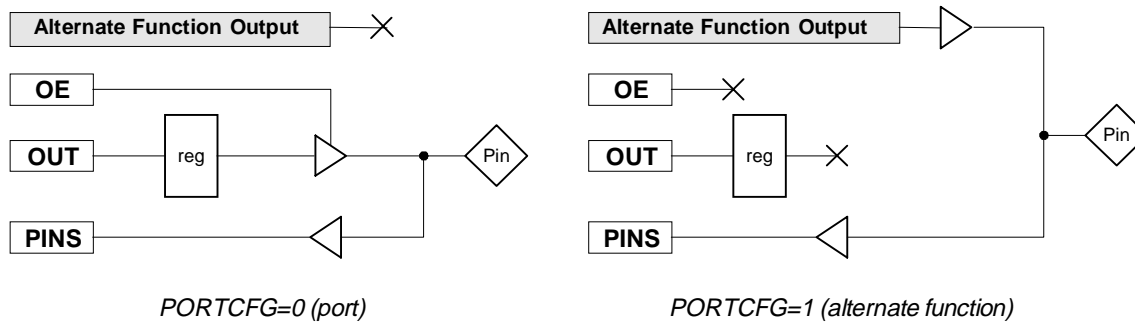 Alternate Function Output
OE
OUT
reg
Pin
PINS
PORTCFG=0 (port)
Alternate Function Output
OE
OUT
reg
Pin
PINS
PORTCFG=1 (alternate function)